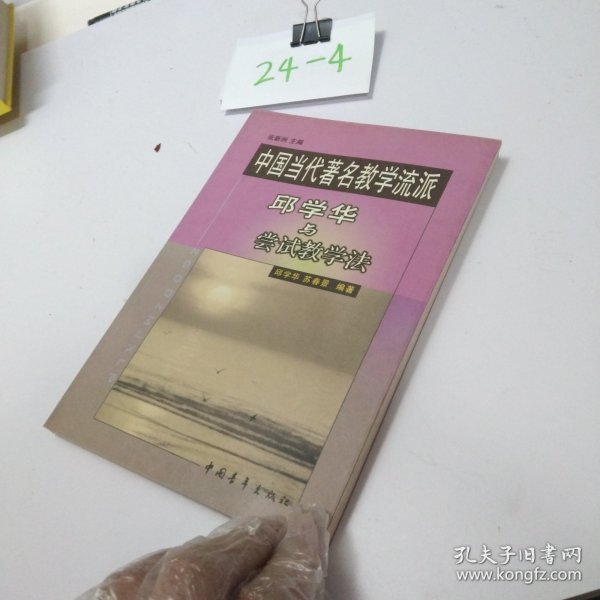 24-4
张新洲 主编
中国当代著名教学流派
邱学华
与
尝试教学法
邱学华 苏春景 编著
中国青年出版社
孔夫子旧书网
www.kongfz.com